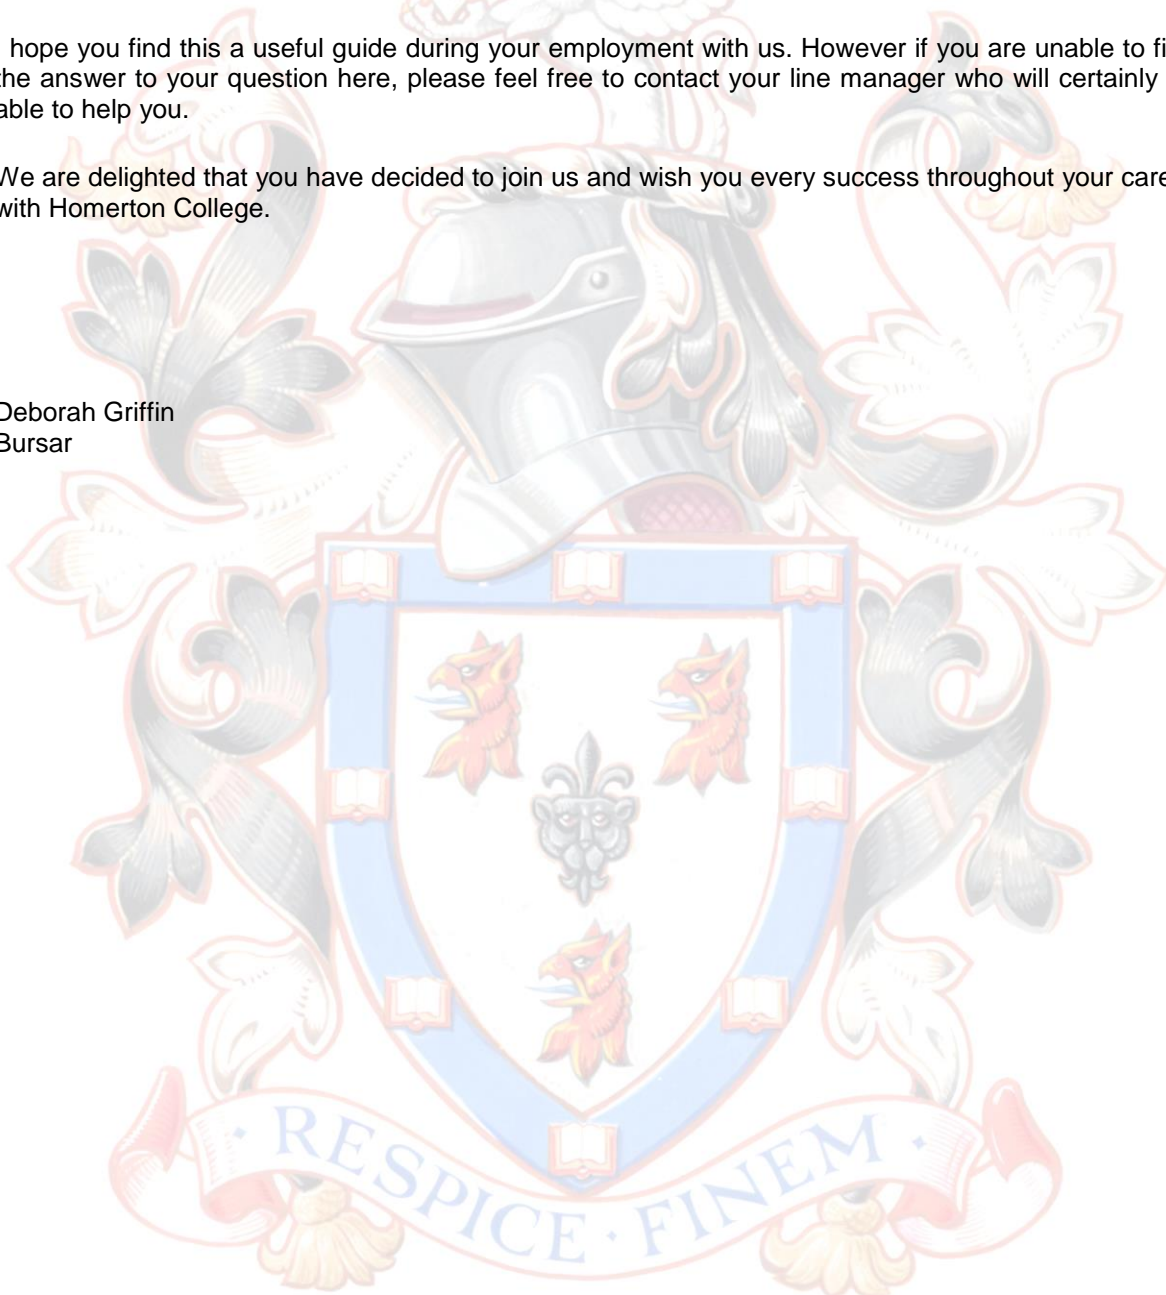 hope you find this a useful guide during your employment with us. However if you are unable to fi
the answer to your question here, please feel free to contact your line manager who will certainly
able to help you.
We are delighted that you have decided to join us and wish you every success throughout your care
with Homerton College.
Deborah Griffin
Bursar
· RESPICE · FINEM ·